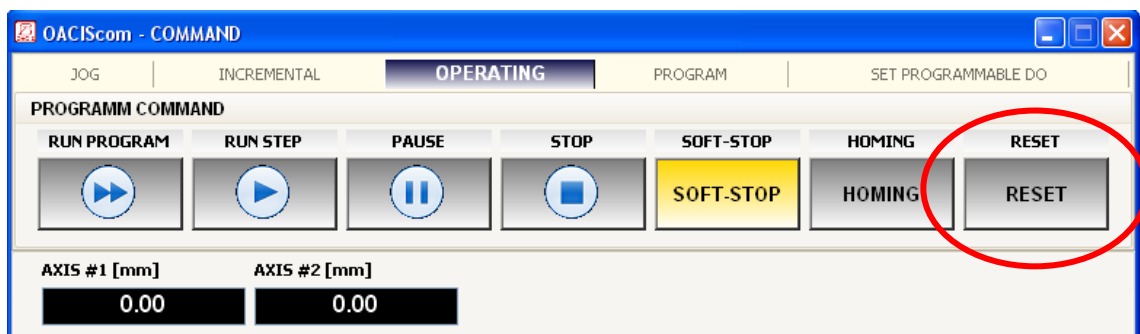 OACIScom - COMMAND
JOG INCREMENTAL OPERATING PROGRAM SET PROGRAMMABLE DO
PROGRAMM COMMAND
RUN PROGRAM RUN STEP PAUSE STOP SOFT-STOP HOMING RESET
SOFT-STOP HOMING RESET
AXIS #1 [mm] AXIS #2 [mm]
0.00 0.00